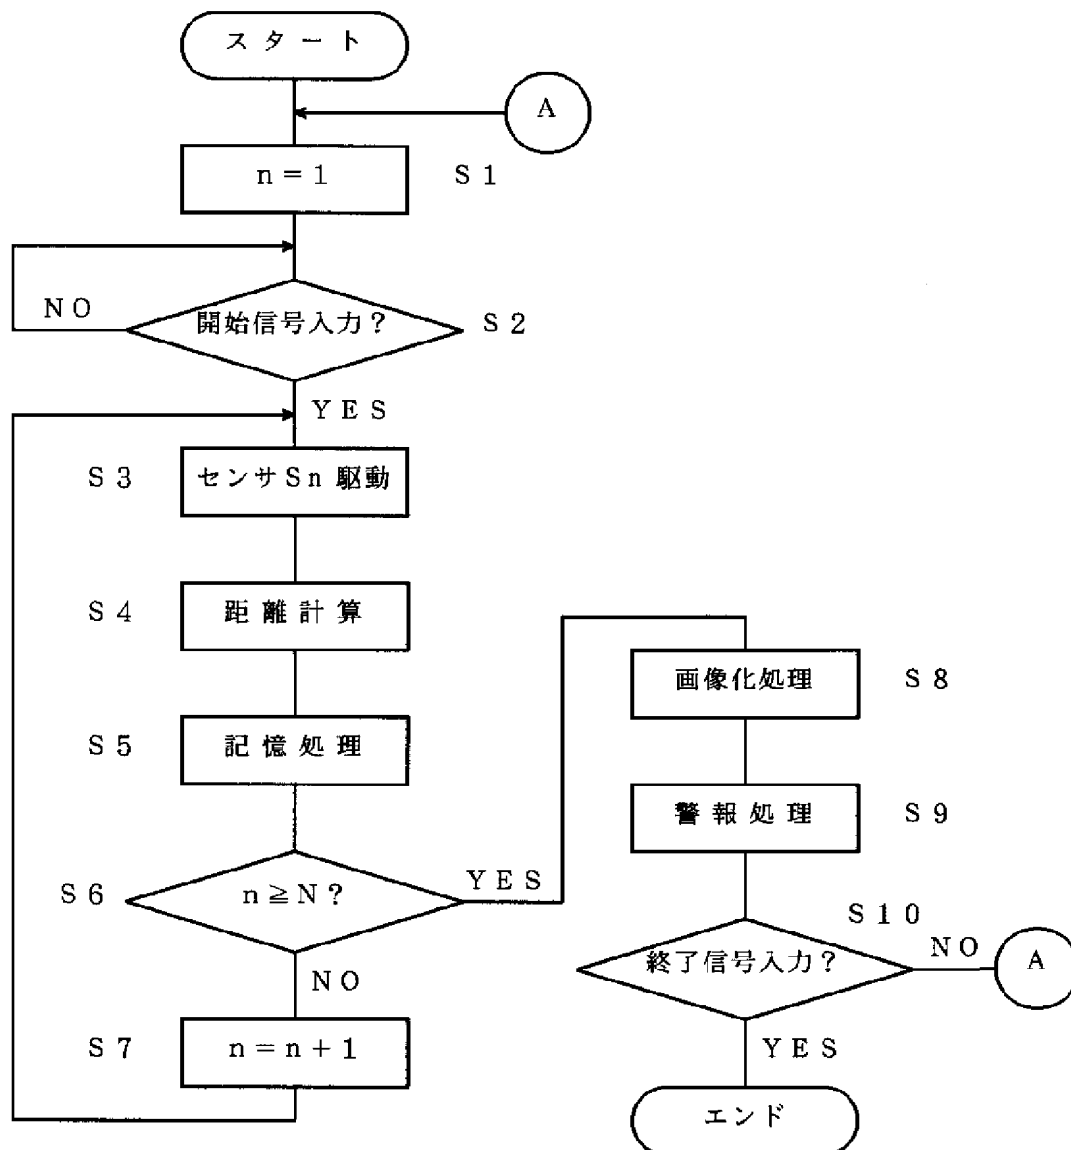 スタート
A
n=1
S1
NO
開始信号入力?
S2
YES
S3
センサSn 駆動
S4
距離計算
S5
記憶処理
S6
n≧N?
YES
NO
S7
n=n+1
画像化処理
S8
警報処理
S9
S10
終了信号入力?
NO
A
YES
エンド